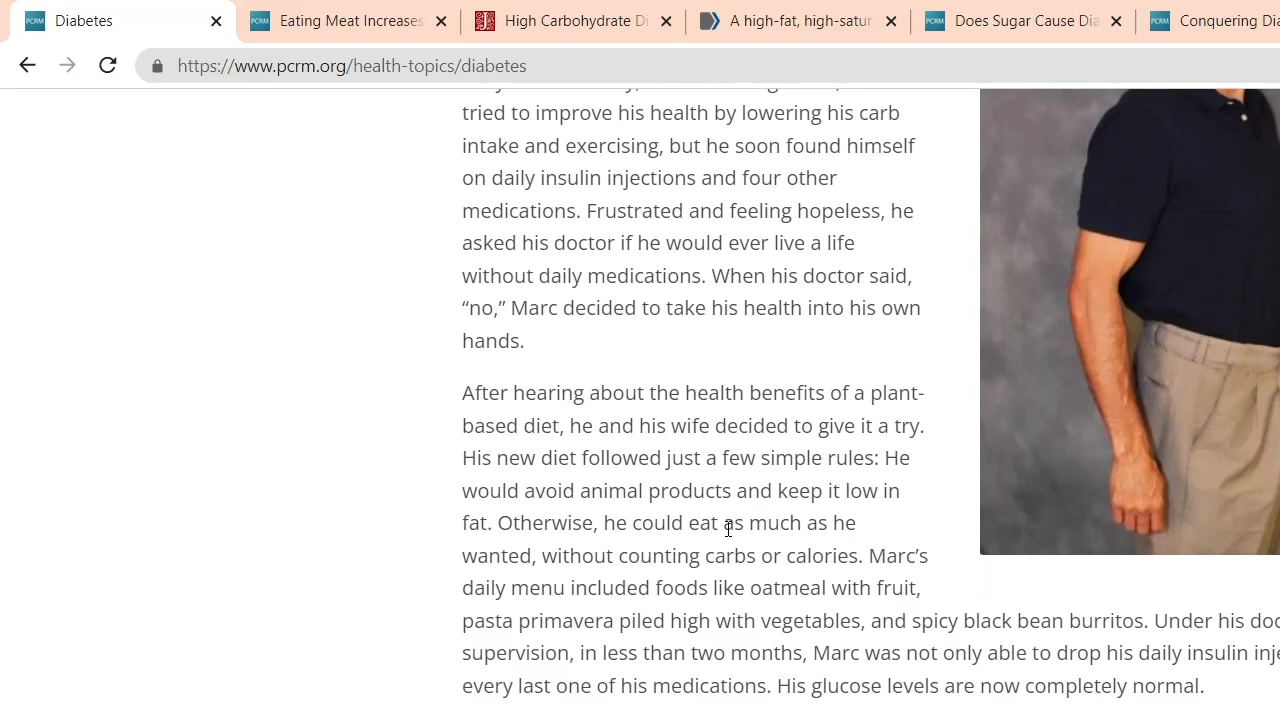 Diabetes
Eating Meat Increases
High Carbohydrate Di
A high-fat, high-satur
Does Sugar Cause Dia
Conquering Dia
https://www.pcrm.org/health-topics/diabetes
tried to improve his health by lowering his carb
intake and exercising, but he soon found himself
on daily insulin injections and four other
medications. Frustrated and feeling hopeless, he
asked his doctor if he would ever live a life
without daily medications. When his doctor said,
“no,” Marc decided to take his health into his own
hands.
After hearing about the health benefits of a plant-
based diet, he and his wife decided to give it a try.
His new diet followed just a few simple rules: He
would avoid animal products and keep it low in
fat. Otherwise, he could eat as much as he
wanted, without counting carbs or calories. Marc’s
daily menu included foods like oatmeal with fruit,
pasta primavera piled high with vegetables, and spicy black bean burritos. Under his doc
supervision, in less than two months, Marc was not only able to drop his daily insulin inje
every last one of his medications. His glucose levels are now completely normal.